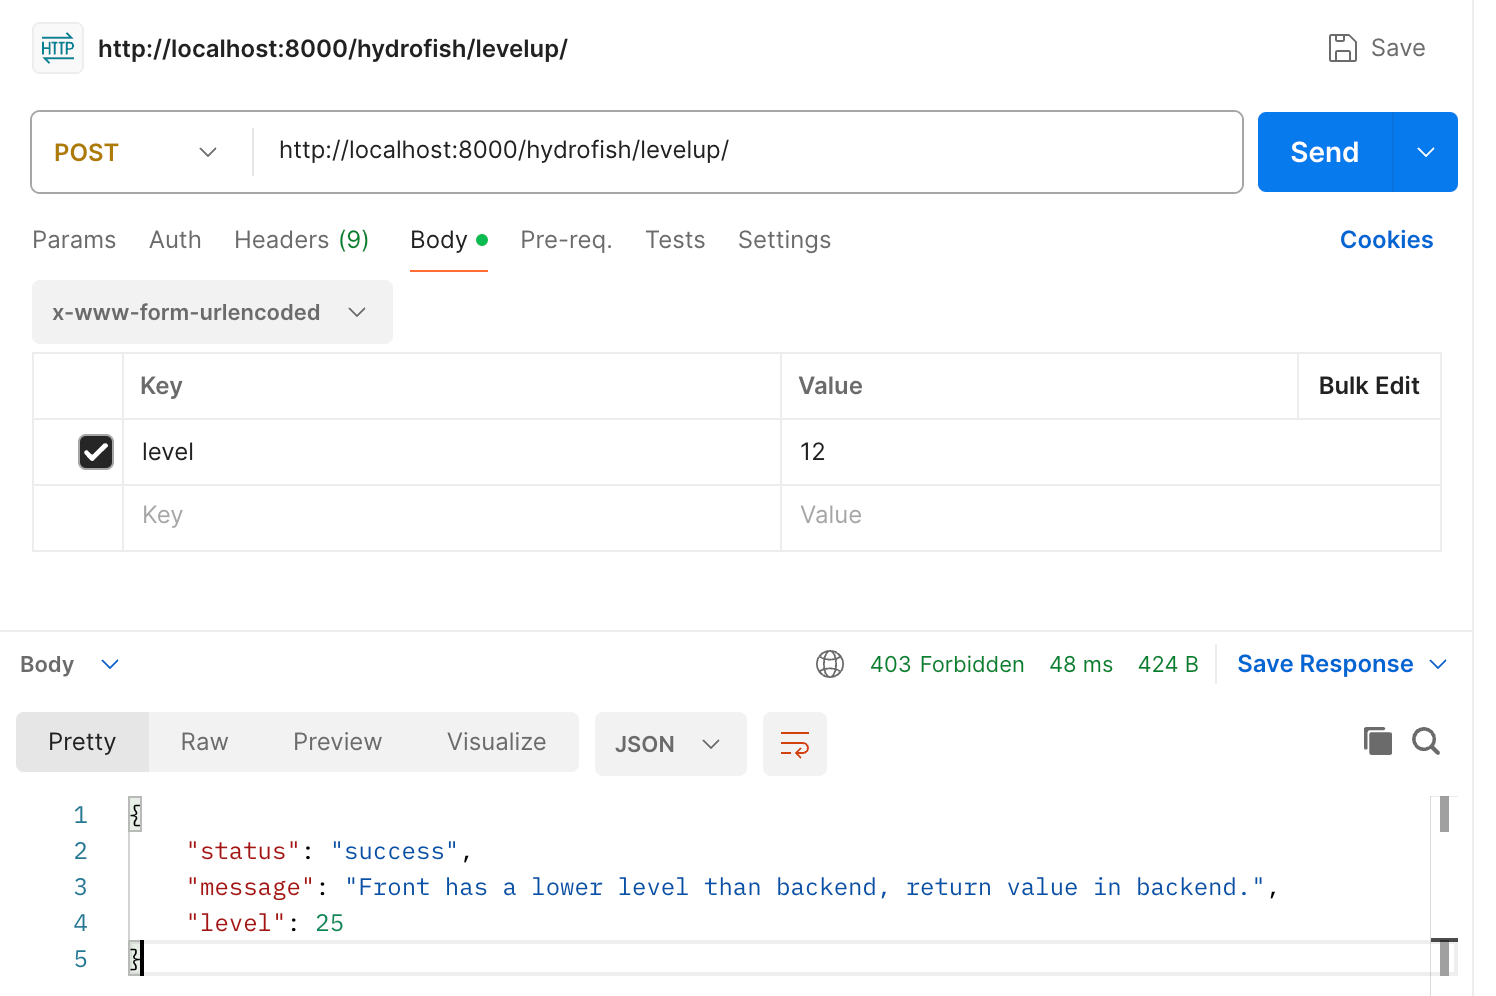 HTTP http://localhost:8000/hydrofish/levelup/ Save
POST http://localhost:8000/hydrofish/levelup/ Send
Params Auth Headers (9) Body Pre-req. Tests Settings Cookies
x-www-form-urlencoded
Key Value Bulk Edit
level 12
Key Value
Body 403 Forbidden 48 ms 424 B Save Response
Pretty Raw Preview Visualize JSON
1 {
2 "status": "success",
3 "message": "Front has a lower level than backend, return value in backend.",
4 "level": 25
5 }